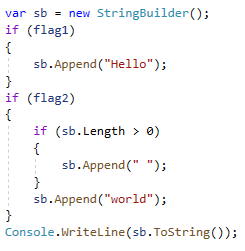 var sb = new StringBuilder();
if (flag1)
{
    sb.Append("Hello");
}
if (flag2)
{
    if (sb.Length > 0)
    {
        sb.Append(" ");
    }
    sb.Append("world");
}
Console.WriteLine(sb.ToString());